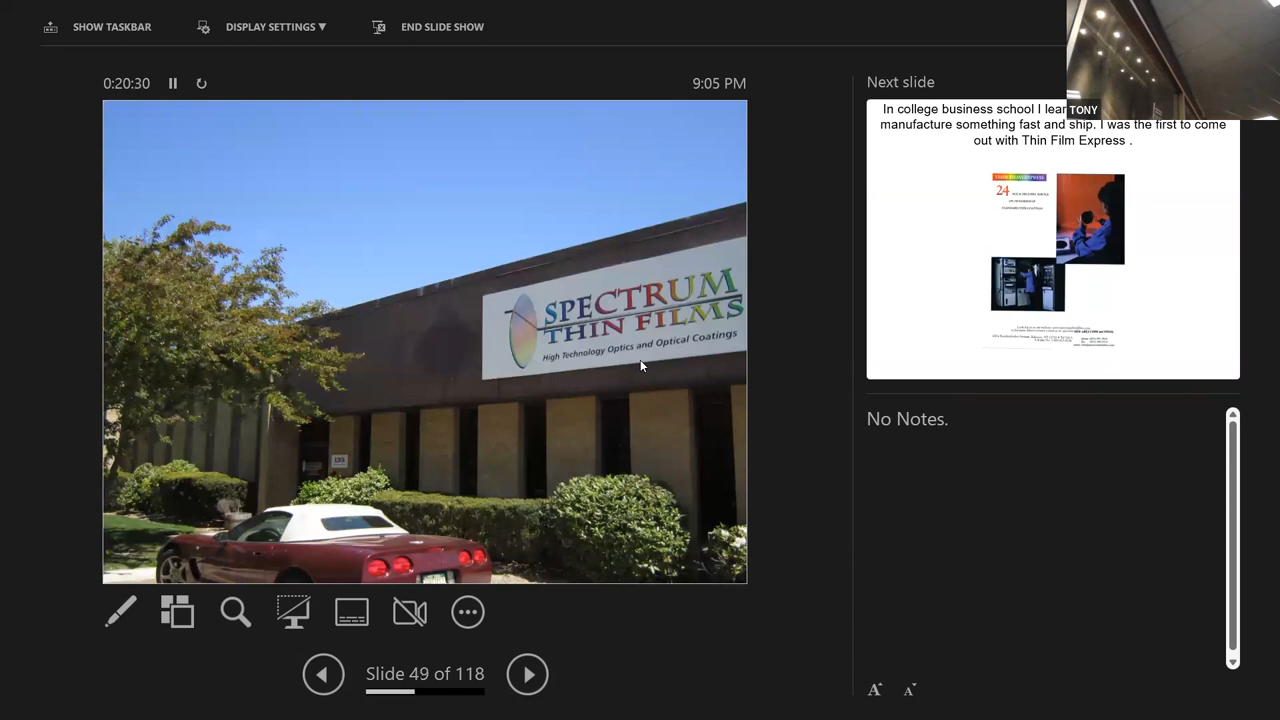 SHOW TASKBAR
DISPLAY SETTINGS ▼
END SLIDE SHOW
0:20:30
9:05 PM
SPECTRUM
THIN FILMS
High Technology Optics and Optical Coatings
Slide 49 of 118
Next slide
TONY
In college business school I
manufacture something fast and ship. I was the first to come
out with Thin Film Express .
24
No Notes.
A
A